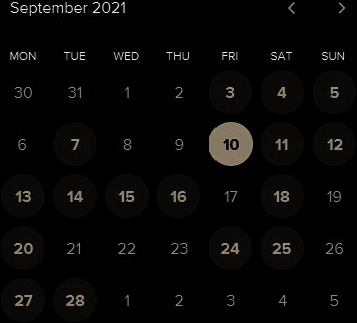 September 2021
MON TUE WED THU FRI SAT SUN
30 31 1 2 3 4 5
6 7 8 9 10 11 12
13 14 15 16 17 18 19
20 21 22 23 24 25 26
27 28 1 2 3 4 5